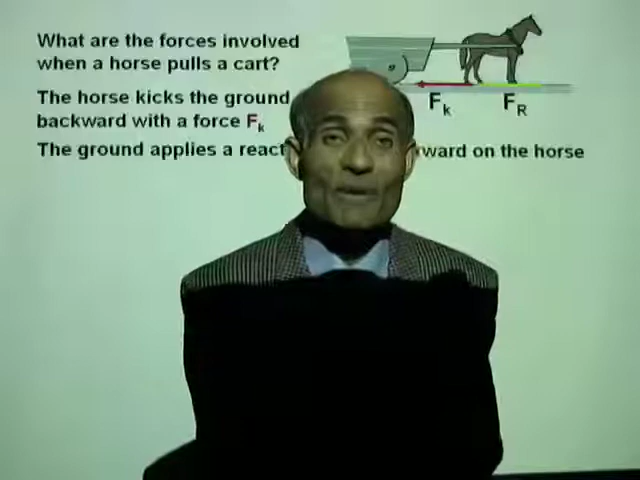 What are the forces involved
when a horse pulls a cart?
The horse kicks the ground
backward with a force Fk
The ground applies a react ward on the horse
Fk FR